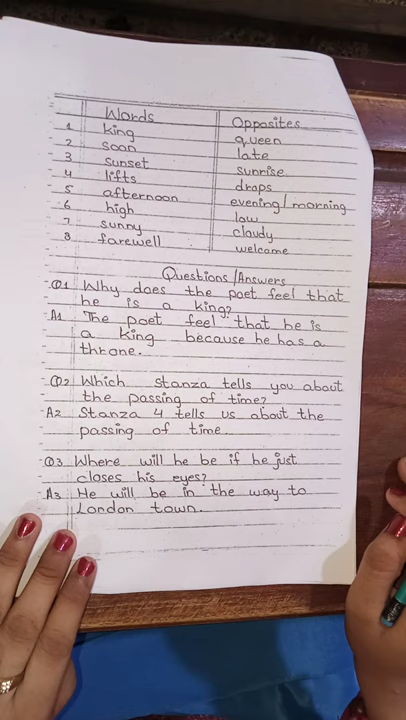 Words Opposites
1 king queen
2 soon late
3 sunset sunrise
4 lifts drops
5 afternoon evening/morning
6 high low
7 sunny cloudy
8 farewell welcome
Questions/Answers
Q1 Why does the poet feel that
he is a king?
A1 The poet feel that he is
a king because he has a
throne.
Q2 Which stanza tells you about
the passing of time?
A2 Stanza 4 tells us about the
passing of time
Q3 Where will he be if he just
closes his eyes?
A3 He will be in the way to
London town.